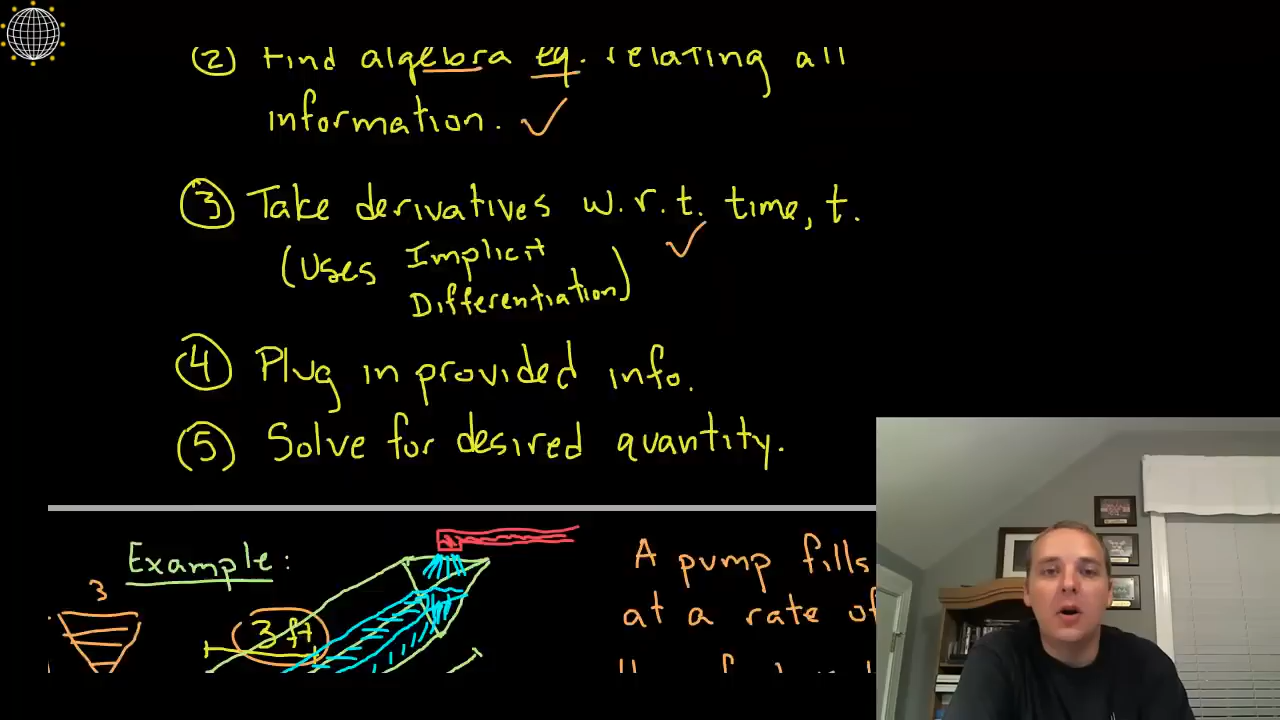 ② Find algebra eq. relating all
information. ✓
③ Take derivatives w.r.t. time, t.
(Uses Implicit ✓
Differentiation)
④ Plug in provided info.
⑤ Solve for desired quantity.
Example:
3
3 ft
A pump fills
at a rate of